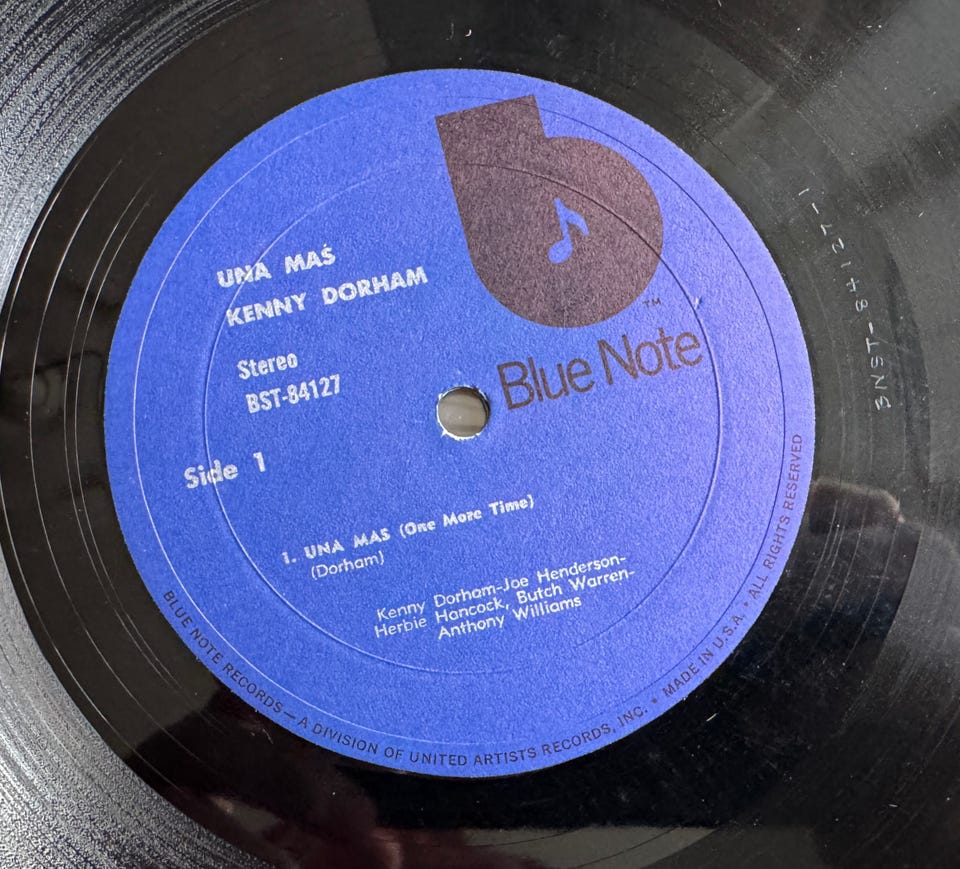 UNA MAŚ
KENNY DORHAM
Stereo
BST-84127
Side 1
TM
Blue Note
1. UNA MAS (One More Time)
(Dorham)
Kenny Dorham-Joe Henderson-
Herbie Hancock, Butch Warren-
Anthony Williams
BLUE NOTE RECORDS—A DIVISION OF UNITED ARTISTS RECORDS, INC. * MADE IN U.S.A. * ALL RIGHTS RESERVED
BNST-84127-1